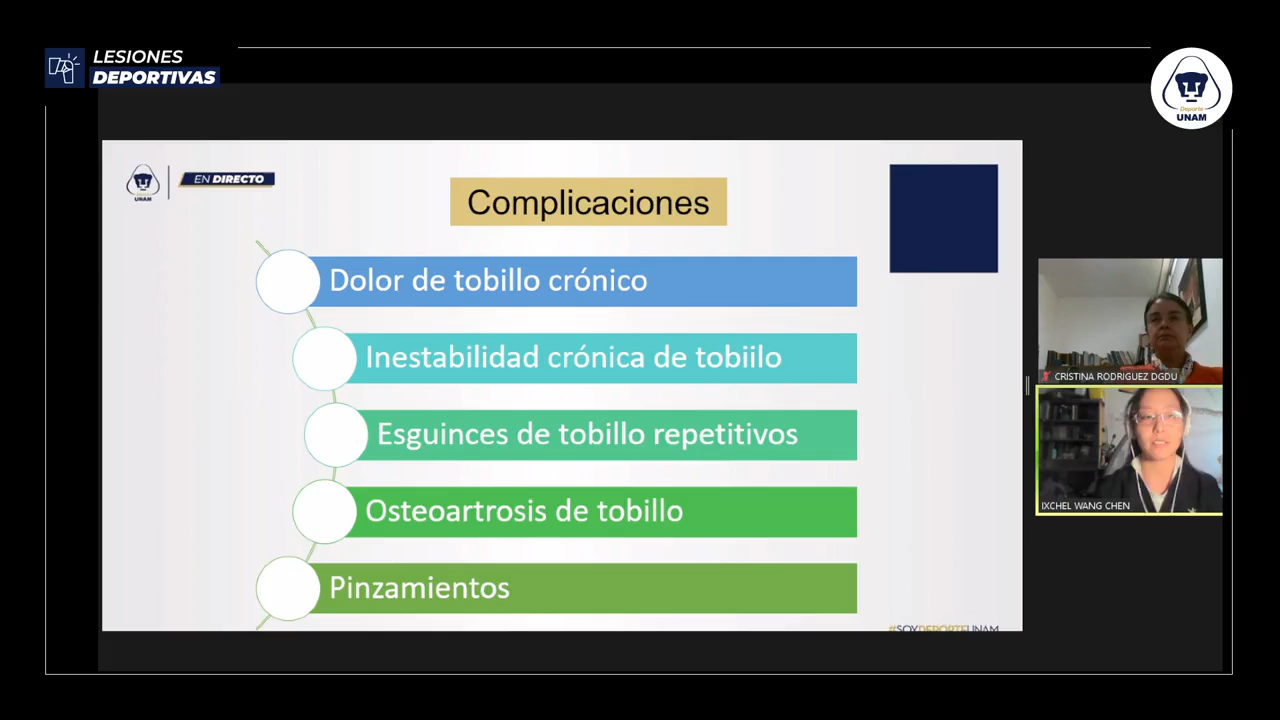 LESIONES
DEPORTIVAS
Deporte
UNAM
UNAM
EN DIRECTO
Complicaciones
Dolor de tobillo crónico
Inestabilidad crónica de tobiilo
Esguinces de tobillo repetitivos
Osteoartrosis de tobillo
Pinzamientos
#SOYDEPORTEUNAM
CRISTINA RODRIGUEZ DGDU
IXCHEL WANG CHEN